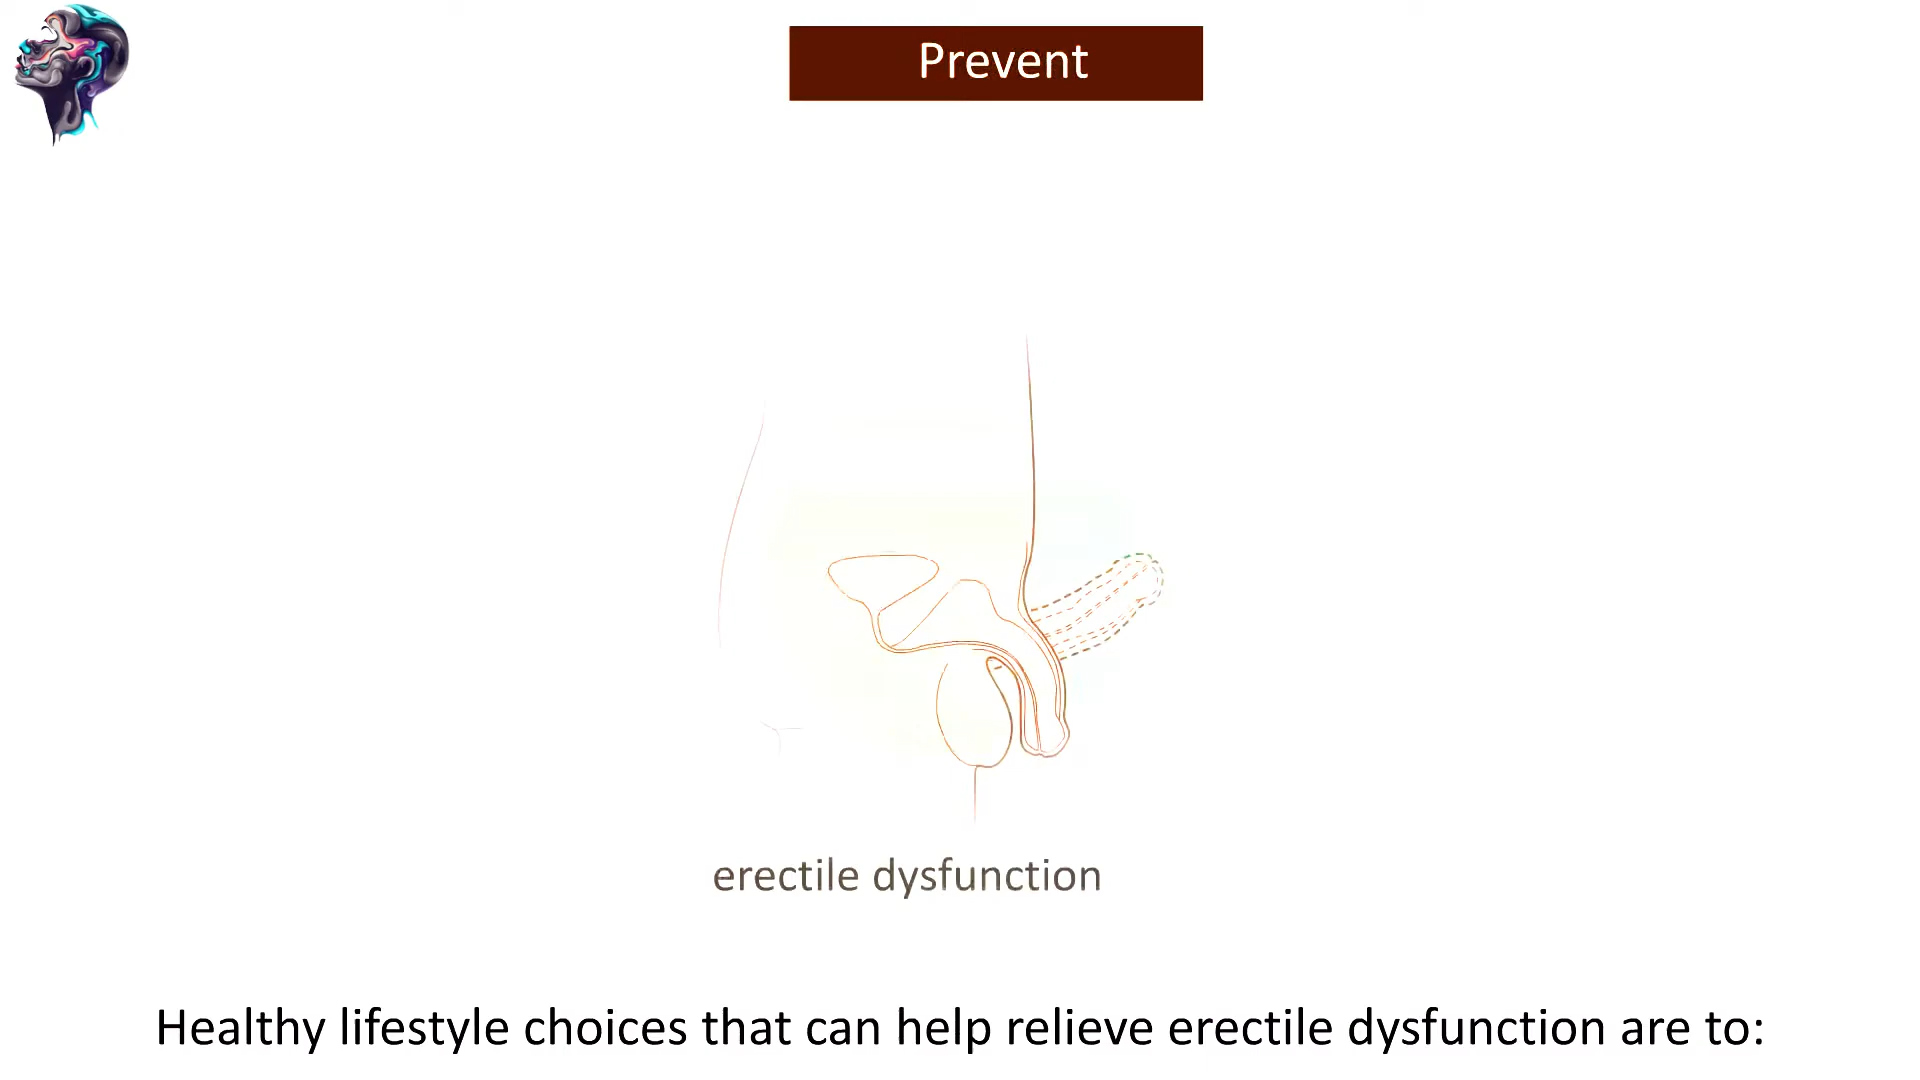 Prevent
erectile dysfunction
Healthy lifestyle choices that can help relieve erectile dysfunction are to: